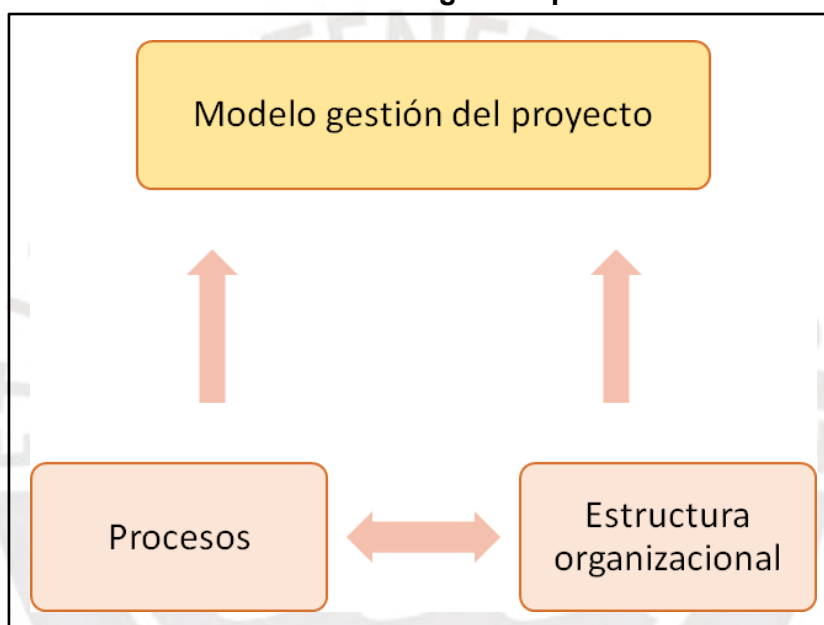 Modelo gestión del proyecto
Procesos
Estructura
organizacional